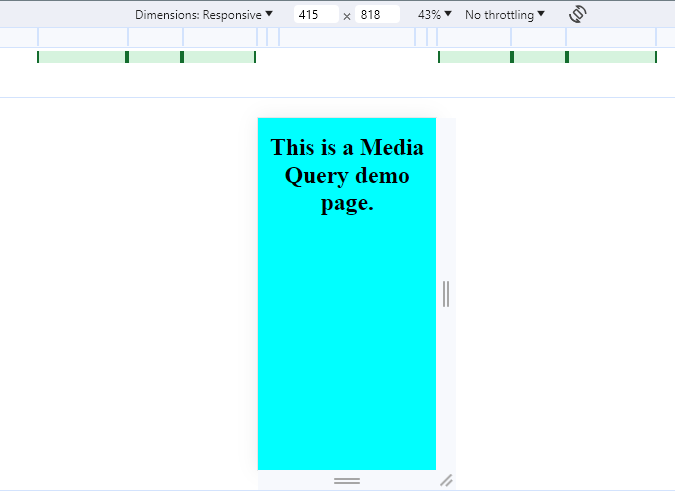 Dimensions: Responsive 415 × 818 43% No throttling
This is a Media
Query demo
page.